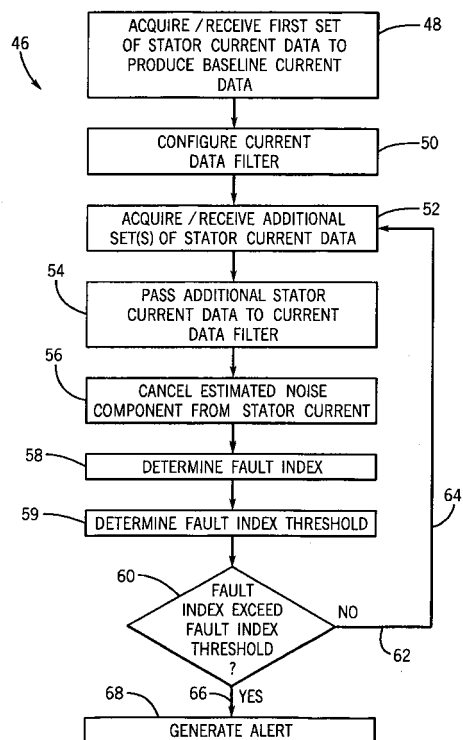 46
ACQUIRE/RECEIVE FIRST SET
OF STATOR CURRENT DATA TO
PRODUCE BASELINE CURRENT
DATA
48
CONFIGURE CURRENT
DATA FILTER
50
ACQUIRE/RECEIVE ADDITIONAL
SET(S) OF STATOR CURRENT DATA
52
54
PASS ADDITIONAL STATOR
CURRENT DATA TO CURRENT
DATA FILTER
56
CANCEL ESTIMATED NOISE
COMPONENT FROM STATOR CURRENT
58
DETERMINE FAULT INDEX
59
DETERMINE FAULT INDEX THRESHOLD
64
60
FAULT
INDEX EXCEED
FAULT INDEX
THRESHOLD
?
NO
62
66
YES
68
GENERATE ALERT